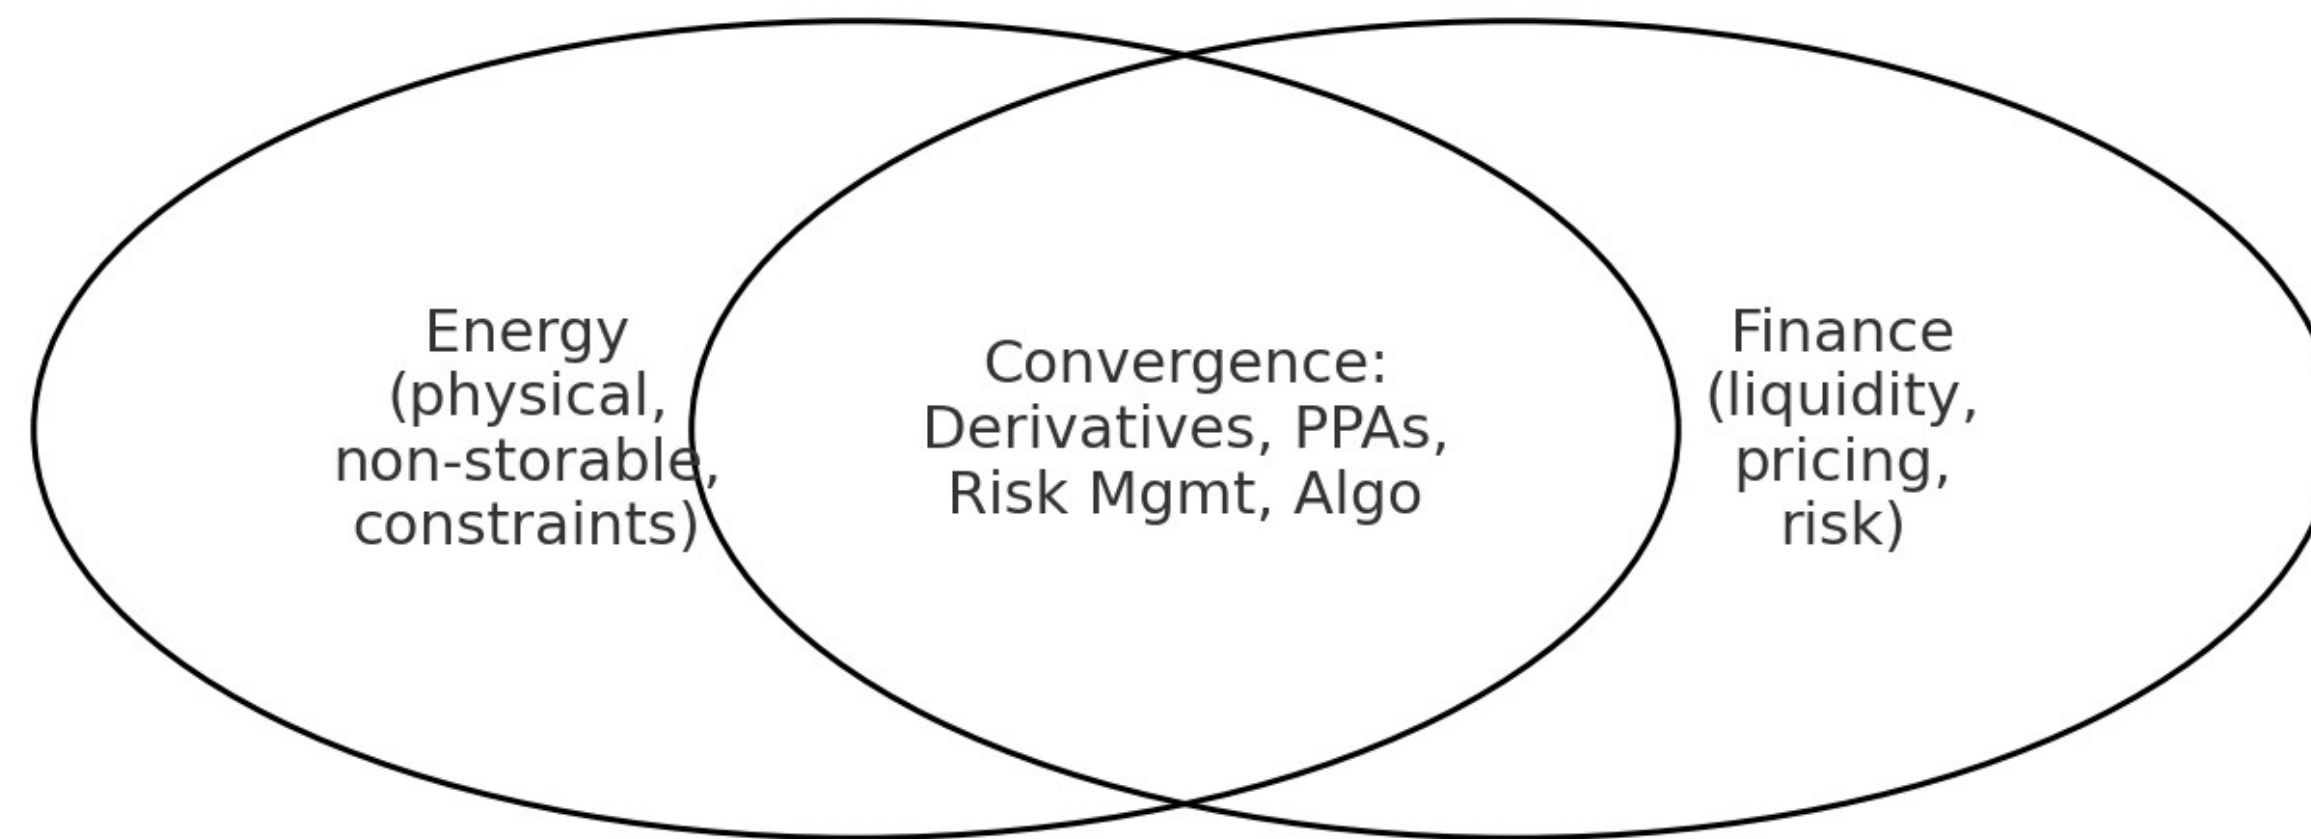 Energy
(physical,
non-storable,
constraints)
Convergence:
Derivatives, PPAs,
Risk Mgmt, Algo
Finance
(liquidity,
pricing,
risk)